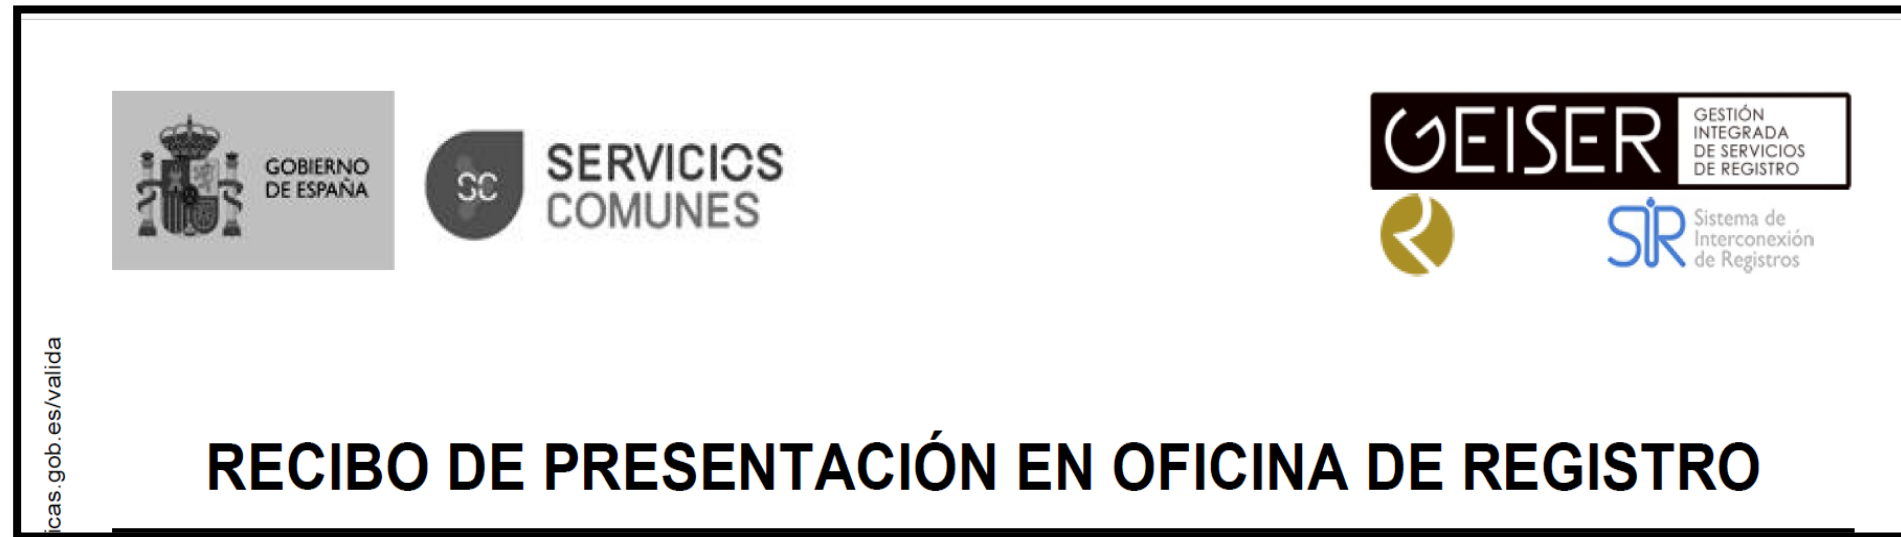 GOBIERNO
DE ESPAÑA
SC
SERVICIOS
COMUNES
GEISER
GESTIÓN
INTEGRADA
DE SERVICIOS
DE REGISTRO
SIR
Sistema de
Interconexión
de Registros
icas.gob.es/valida
RECIBO DE PRESENTACIÓN EN OFICINA DE REGISTRO